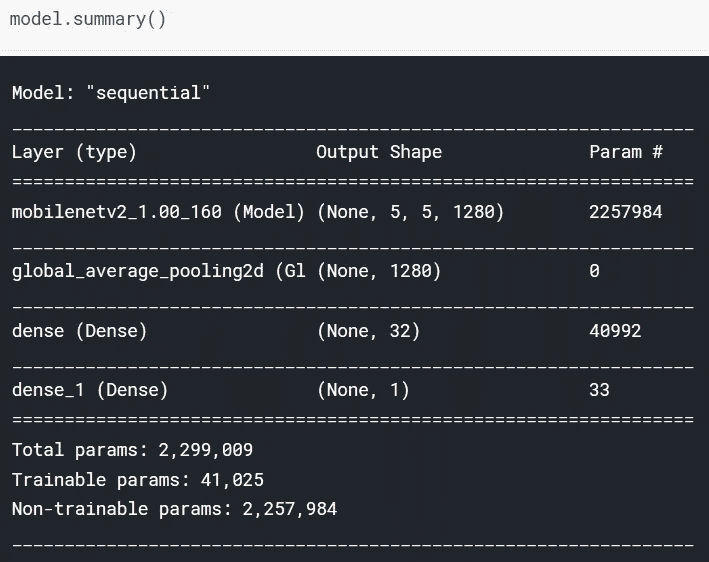 model.summary()
Model: "sequential"
_________________________________________________________________
Layer (type)                 Output Shape              Param #
=================================================================
mobilenetv2_1.00_160 (Model) (None, 5, 5, 1280)        2257984
_________________________________________________________________
global_average_pooling2d (Gl (None, 1280)              0
_________________________________________________________________
dense (Dense)                (None, 32)                40992
_________________________________________________________________
dense_1 (Dense)              (None, 1)                 33
=================================================================
Total params: 2,299,009
Trainable params: 41,025
Non-trainable params: 2,257,984
_________________________________________________________________